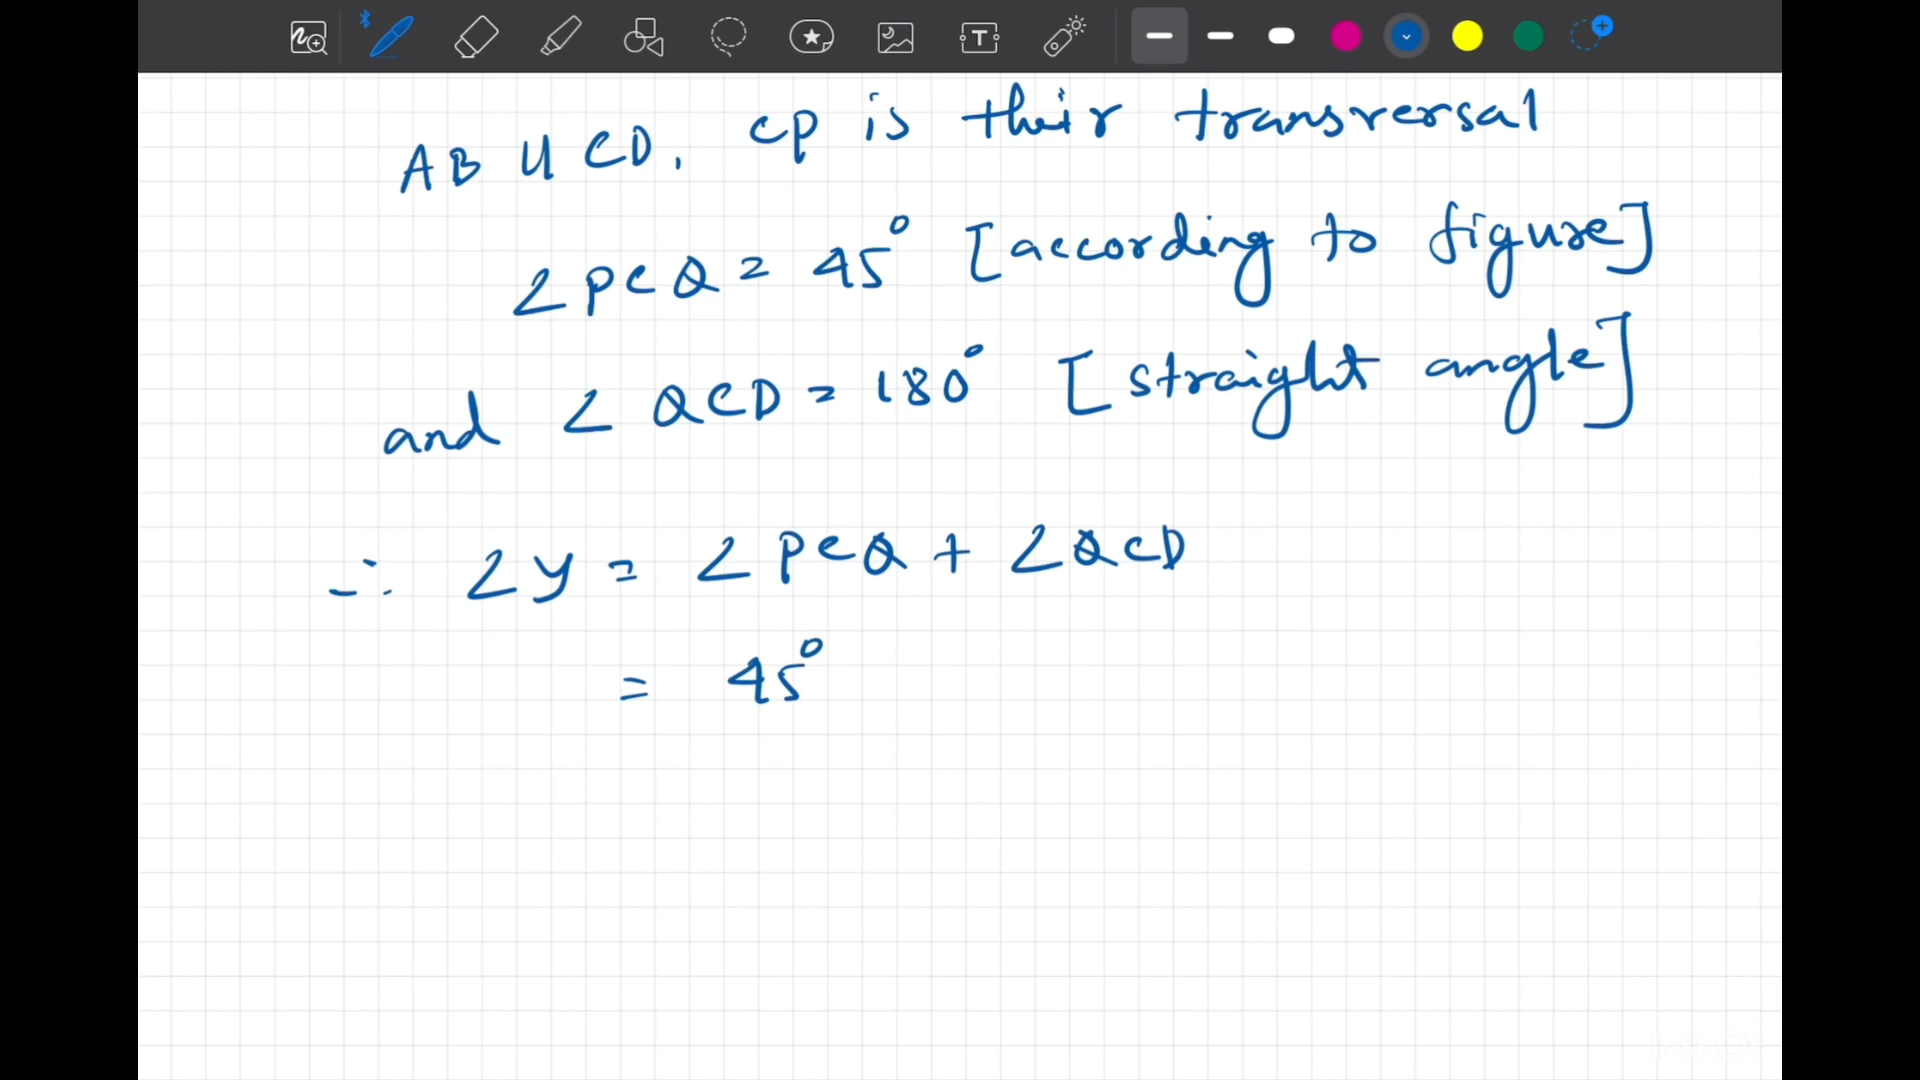 AB || CD. CP is their transversal
∠PCQ = 45° [according to figure]
and ∠QCD = 180° [straight angle]
∴ ∠y = ∠PCQ + ∠QCD
= 45°